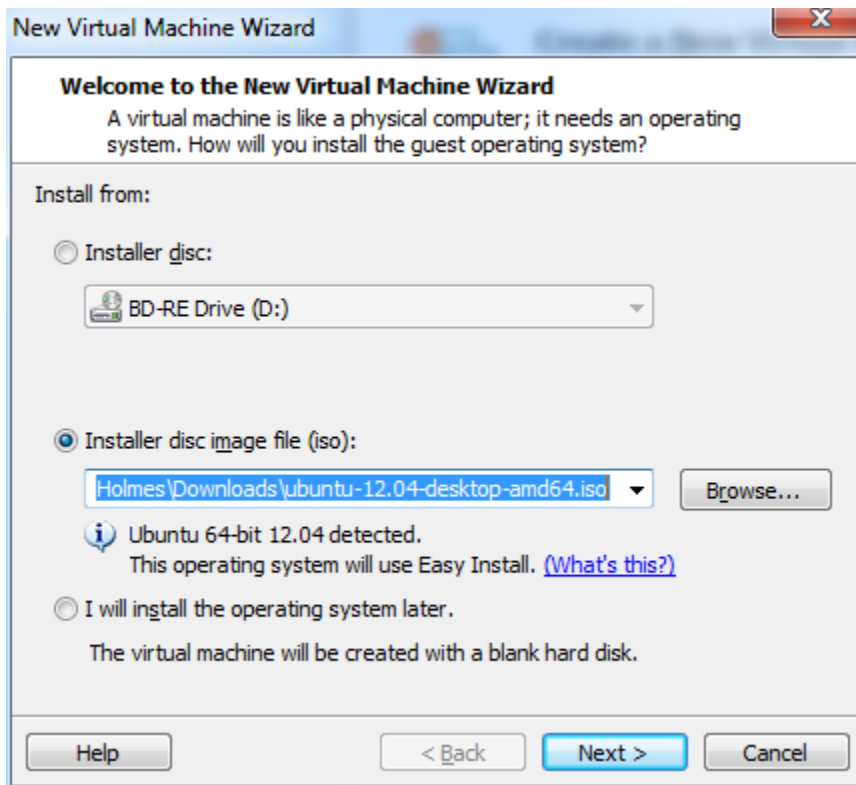 New Virtual Machine Wizard
Welcome to the New Virtual Machine Wizard
A virtual machine is like a physical computer; it needs an operating
system. How will you install the guest operating system?
Install from:
Installer disc:
BD-RE Drive (D:)
Installer disc image file (iso):
Holmes\Downloads\ubuntu-12.04-desktop-amd64.iso
Browse...
Ubuntu 64-bit 12.04 detected.
This operating system will use Easy Install. (What's this?)
I will install the operating system later.
The virtual machine will be created with a blank hard disk.
Help
< Back
Next >
Cancel